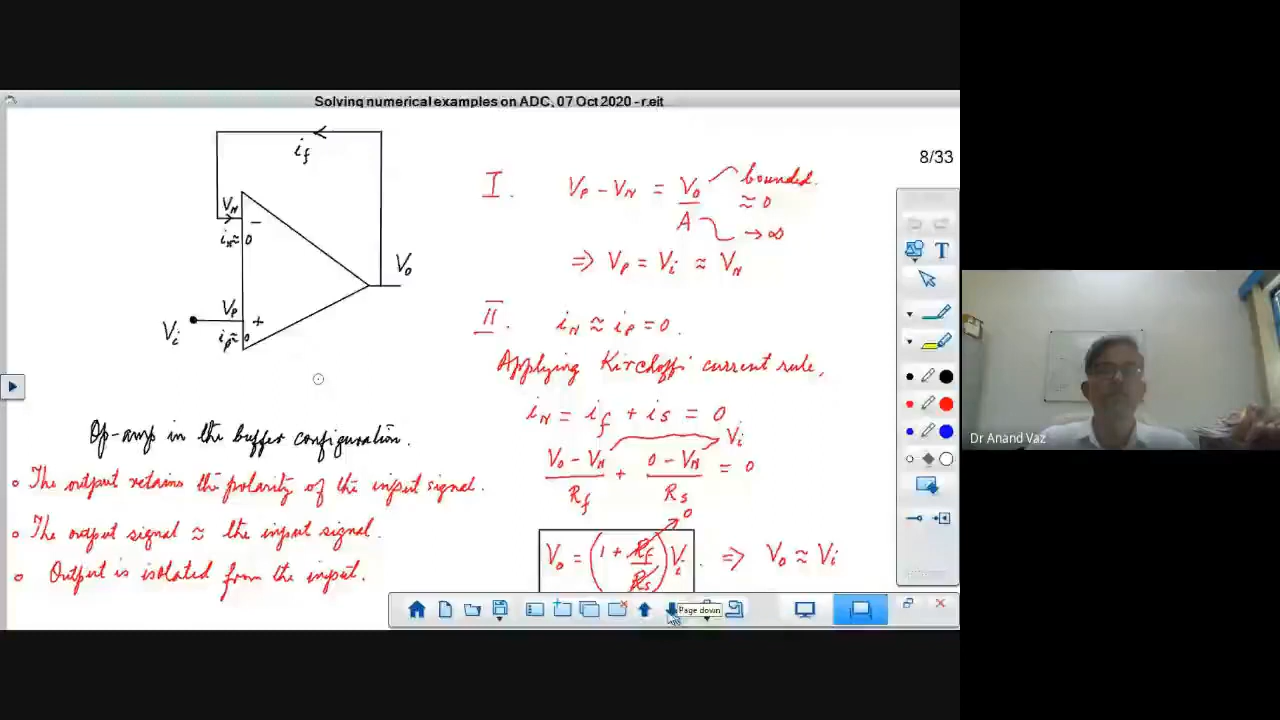 Solving numerical examples on ADC, 07 Oct 2020 - r.eit
8/33
i_f
V_N
−
i_N ≈ 0
V_o
V_P
+
V_i
i_P ≈ 0
I. V_P − V_N = V_o / A
bounded.
≈ 0
→ ∞
⇒ V_P = V_i ≈ V_N
II. i_N ≈ i_P = 0.
Applying Kirchoff's current rule,
i_N = i_f + i_s = 0
V_i
(V_o − V_N) / R_f + (0 − V_N) / R_s = 0
0
V_o = (1 + R_f / R_s) V_i . ⇒ V_o ≈ V_i
Op-amp in the buffer configuration.
• The output retains the polarity of the input signal.
• The output signal ≈ the input signal.
• Output is isolated from the input.
T
Page down
Dr Anand Vaz